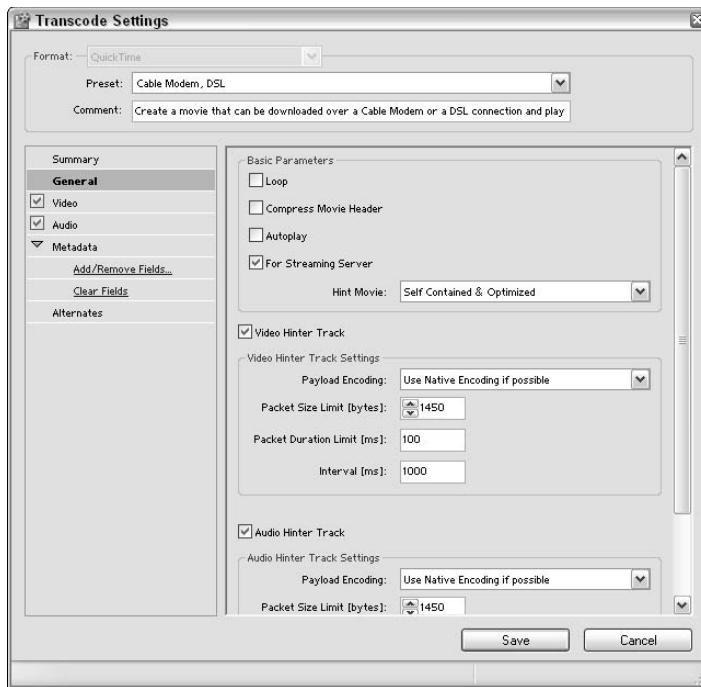 Transcode Settings
Format: QuickTime
Preset: Cable Modem, DSL
Comment: Create a movie that can be downloaded over a Cable Modem or a DSL connection and play
Summary
General
Video
Audio
Metadata
Add/Remove Fields...
Clear Fields
Alternates
Basic Parameters
Loop
Compress Movie Header
Autoplay
For Streaming Server
Hint Movie: Self Contained & Optimized
Video Hinter Track
Video Hinter Track Settings
Payload Encoding: Use Native Encoding if possible
Packet Size Limit [bytes]: 1450
Packet Duration Limit [ms]: 100
Interval [ms]: 1000
Audio Hinter Track
Audio Hinter Track Settings
Payload Encoding: Use Native Encoding if possible
Packet Size Limit [bytes]: 1450
Save Cancel